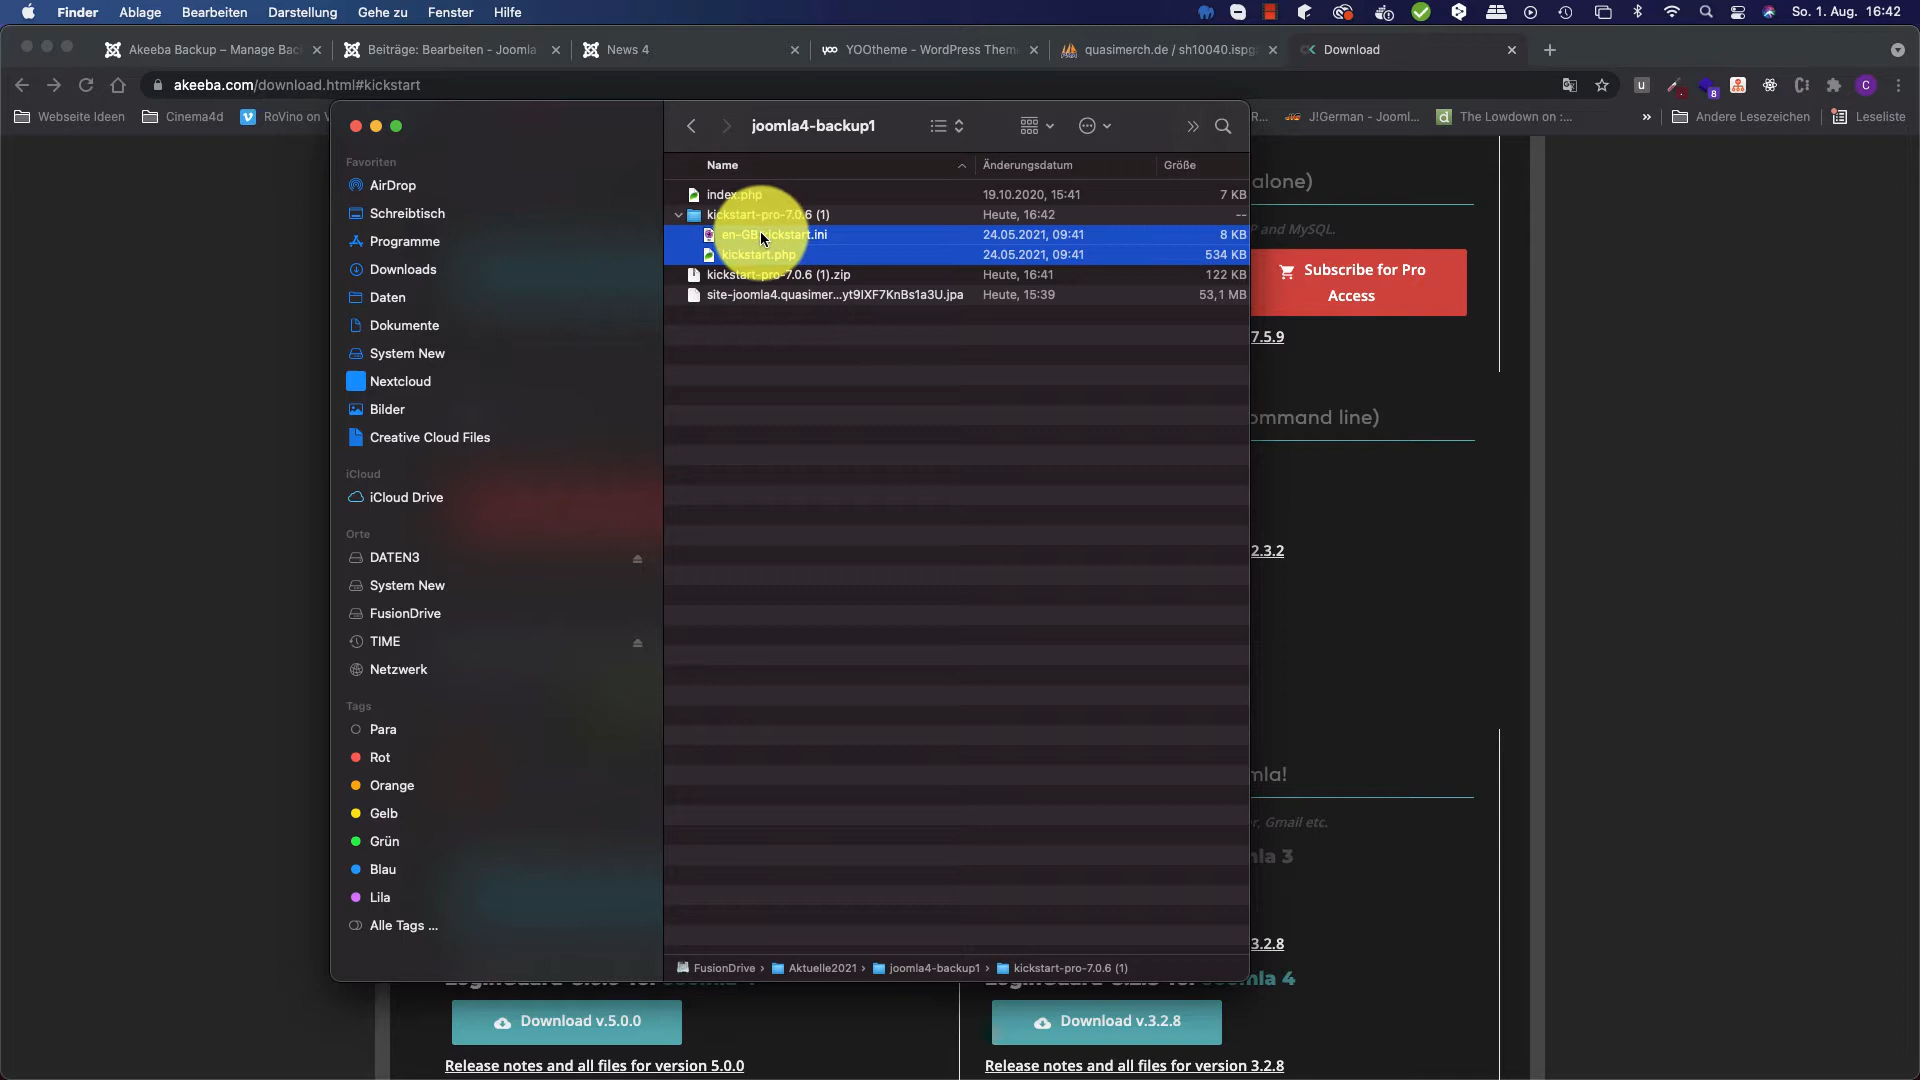 Finder Ablage Bearbeiten Darstellung Gehe zu Fenster Hilfe So. 1. Aug. 16:42
Akeeba Backup – Manage Bac Beiträge: Bearbeiten - Joomla News 4 YOOtheme - WordPress Them quasimerch.de / sh10040.ispg Download
akeeba.com/download.html#kickstart
Webseite Ideen Cinema4d RoVino on V R... J!German - Jooml... The Lowdown on :... » Andere Lesezeichen Leseliste
joomla4-backup1
Name Änderungsdatum Größe
index.php 19.10.2020, 15:41 7 KB
kickstart-pro-7.0.6 (1) Heute, 16:42 --
en-GB.kickstart.ini 24.05.2021, 09:41 8 KB
kickstart.php 24.05.2021, 09:41 534 KB
kickstart-pro-7.0.6 (1).zip Heute, 16:41 122 KB
site-joomla4.quasimer...yt9IXF7KnBs1a3U.jpa Heute, 15:39 53,1 MB
Favoriten
AirDrop
Schreibtisch
Programme
Downloads
Daten
Dokumente
System New
Nextcloud
Bilder
Creative Cloud Files
iCloud
iCloud Drive
Orte
DATEN3
System New
FusionDrive
TIME
Netzwerk
Tags
Para
Rot
Orange
Gelb
Grün
Blau
Lila
Alle Tags ...
FusionDrive › Aktuelle2021 › joomla4-backup1 › kickstart-pro-7.0.6 (1)
alone)
P and MySQL.
Subscribe for Pro
Access
7.5.9
ommand line)
2.3.2
mla!
r, Gmail etc.
mla 3
3.2.8
mla 4
Download v.5.0.0 Download v.3.2.8
Release notes and all files for version 5.0.0 Release notes and all files for version 3.2.8